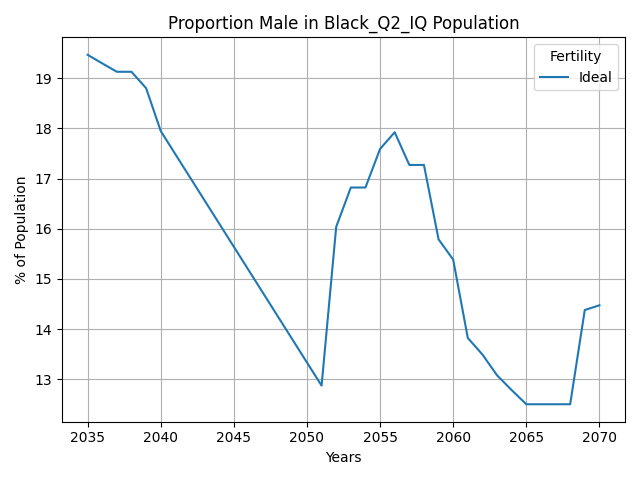 Proportion Male in Black_Q2_IQ Population
Fertility
Ideal
% of Population
19
18
17
16
15
14
13
2035 2040 2045 2050 2055 2060 2065 2070
Years